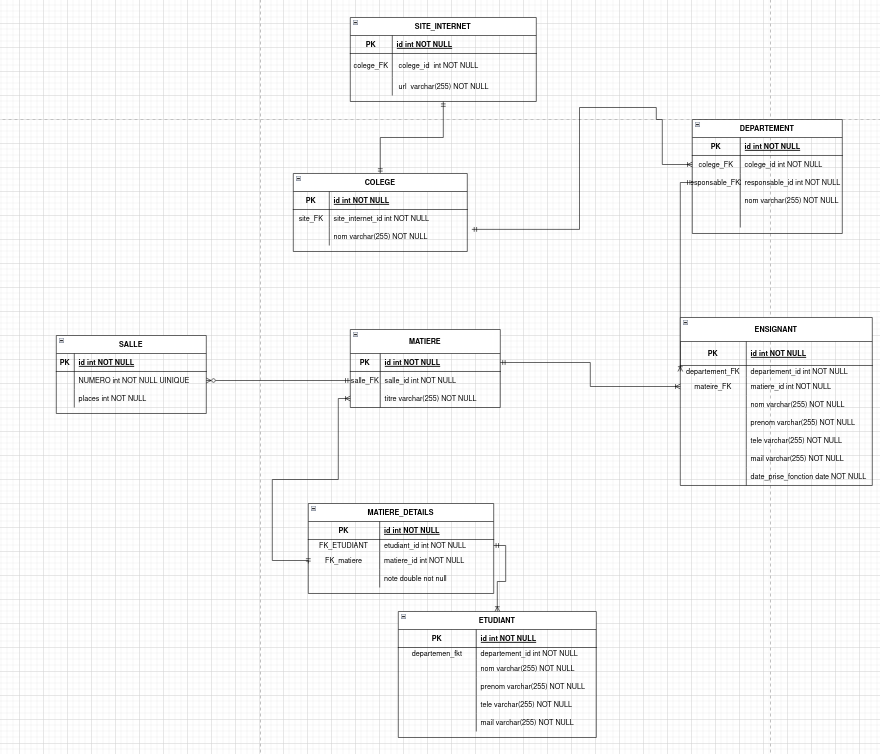 SITE_INTERNET
PK id int NOT NULL
colege_FK colege_id int NOT NULL
url varchar(255) NOT NULL
DEPARTEMENT
PK id int NOT NULL
colege_FK colege_id int NOT NULL
responsable_FK responsable_id int NOT NULL
nom varchar(255) NOT NULL
COLEGE
PK id int NOT NULL
site_FK site_internet_id int NOT NULL
nom varchar(255) NOT NULL
SALLE
PK id int NOT NULL
NUMERO int NOT NULL UINIQUE
places int NOT NULL
MATIERE
PK id int NOT NULL
salle_FK salle_id int NOT NULL
titre varchar(255) NOT NULL
ENSIGNANT
PK id int NOT NULL
departement_FK departement_id int NOT NULL
mateire_FK matiere_id int NOT NULL
nom varchar(255) NOT NULL
prenom varchar(255) NOT NULL
tele varchar(255) NOT NULL
mail varchar(255) NOT NULL
date_prise_fonction date NOT NULL
MATIERE_DETAILS
PK id int NOT NULL
FK_ETUDIANT etudiant_id int NOT NULL
FK_matiere matiere_id int NOT NULL
note double not null
ETUDIANT
PK id int NOT NULL
departemen_fkt departement_id int NOT NULL
nom varchar(255) NOT NULL
prenom varchar(255) NOT NULL
tele varchar(255) NOT NULL
mail varchar(255) NOT NULL